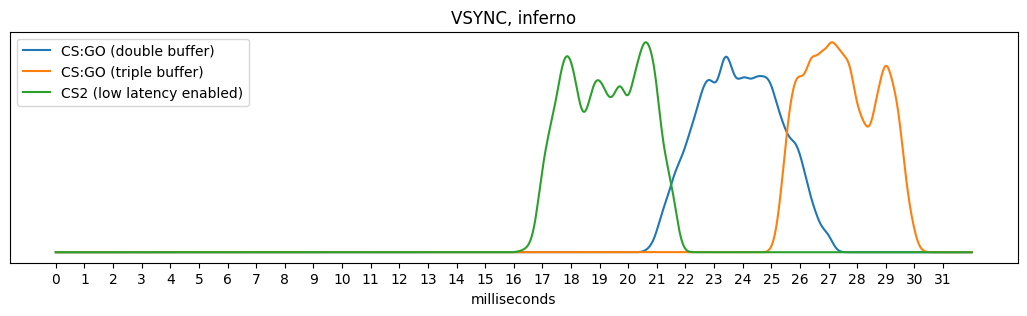 VSYNC, inferno
CS:GO (double buffer)
CS:GO (triple buffer)
CS2 (low latency enabled)
0 1 2 3 4 5 6 7 8 9 10 11 12 13 14 15 16 17 18 19 20 21 22 23 24 25 26 27 28 29 30 31
milliseconds